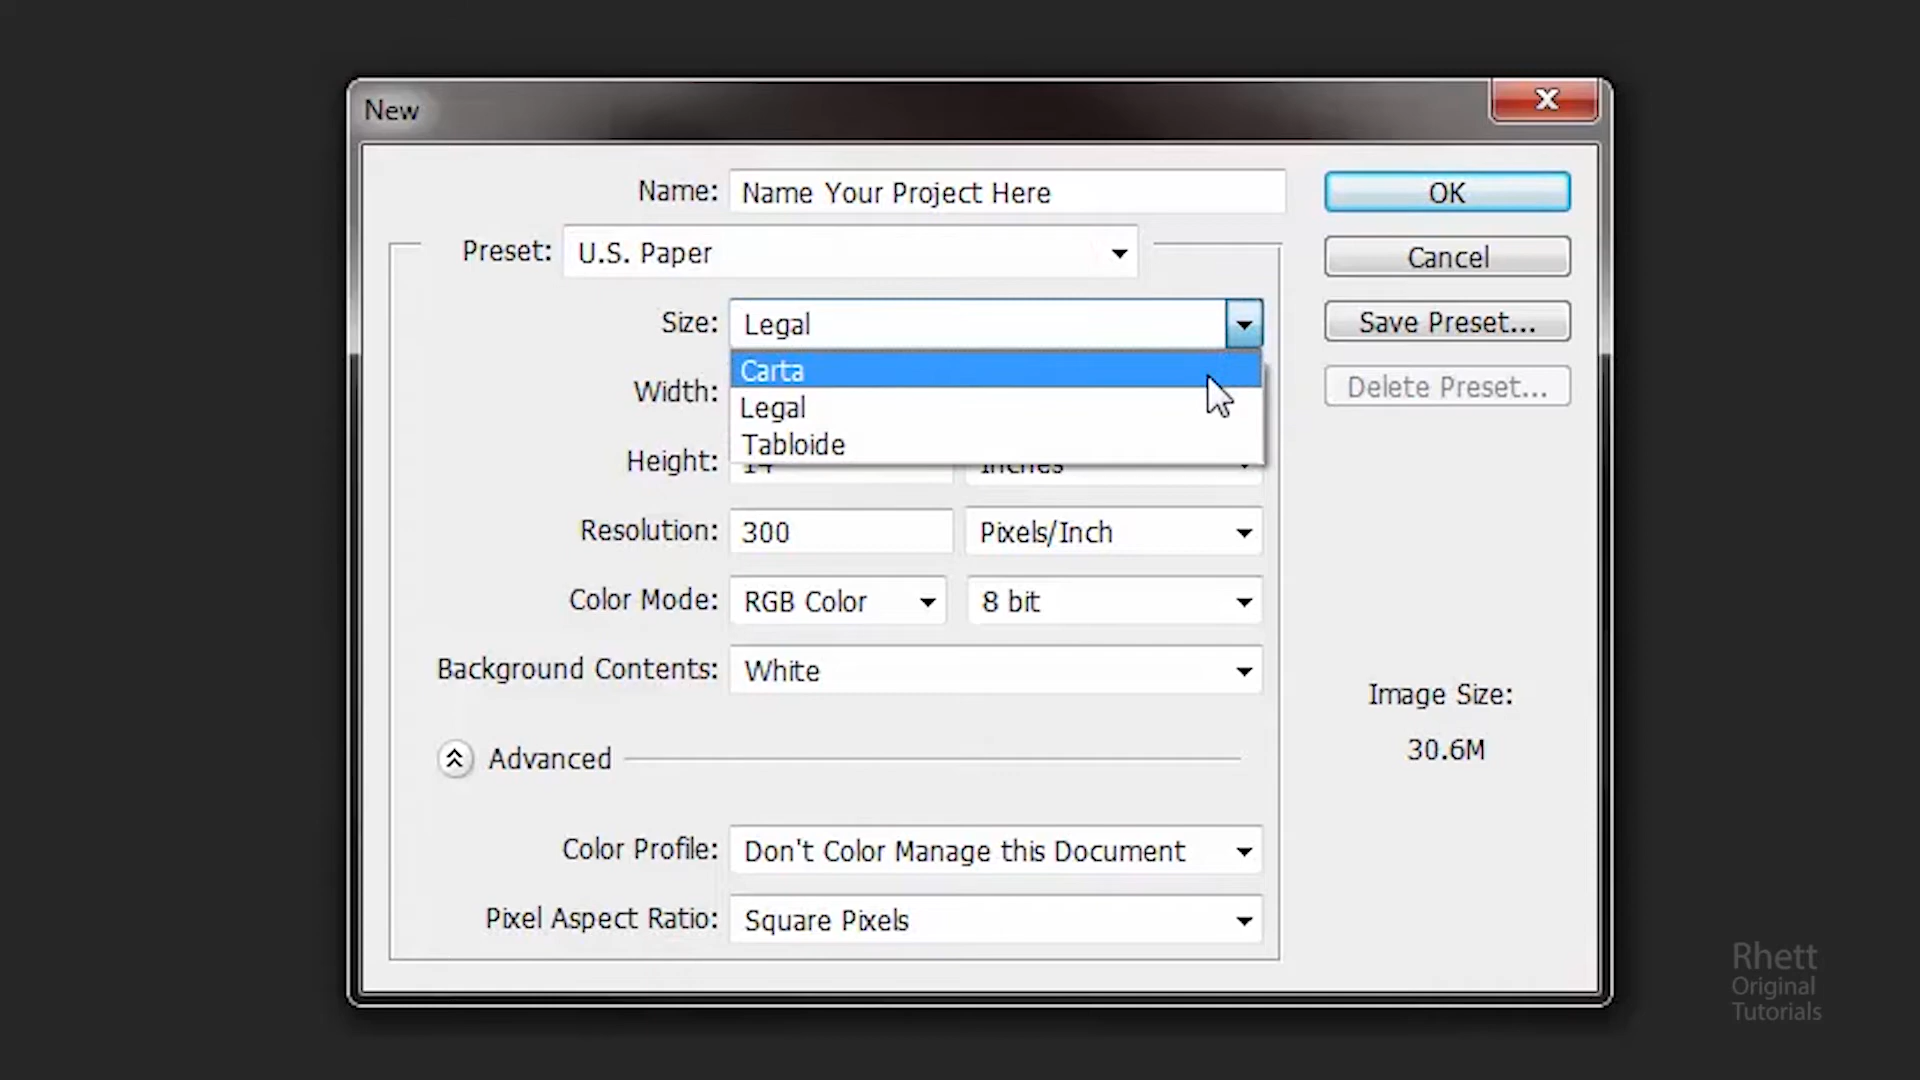 New
Name: Name Your Project Here
OK
Preset: U.S. Paper
Cancel
Size: Legal
Save Preset...
Carta
Width:
Delete Preset...
Legal
Tabloide
Height: 14 Inches
Resolution: 300 Pixels/Inch
Color Mode: RGB Color 8 bit
Background Contents: White
Image Size:
30.6M
Advanced
Color Profile: Don't Color Manage this Document
Pixel Aspect Ratio: Square Pixels
Rhett
Original
Tutorials